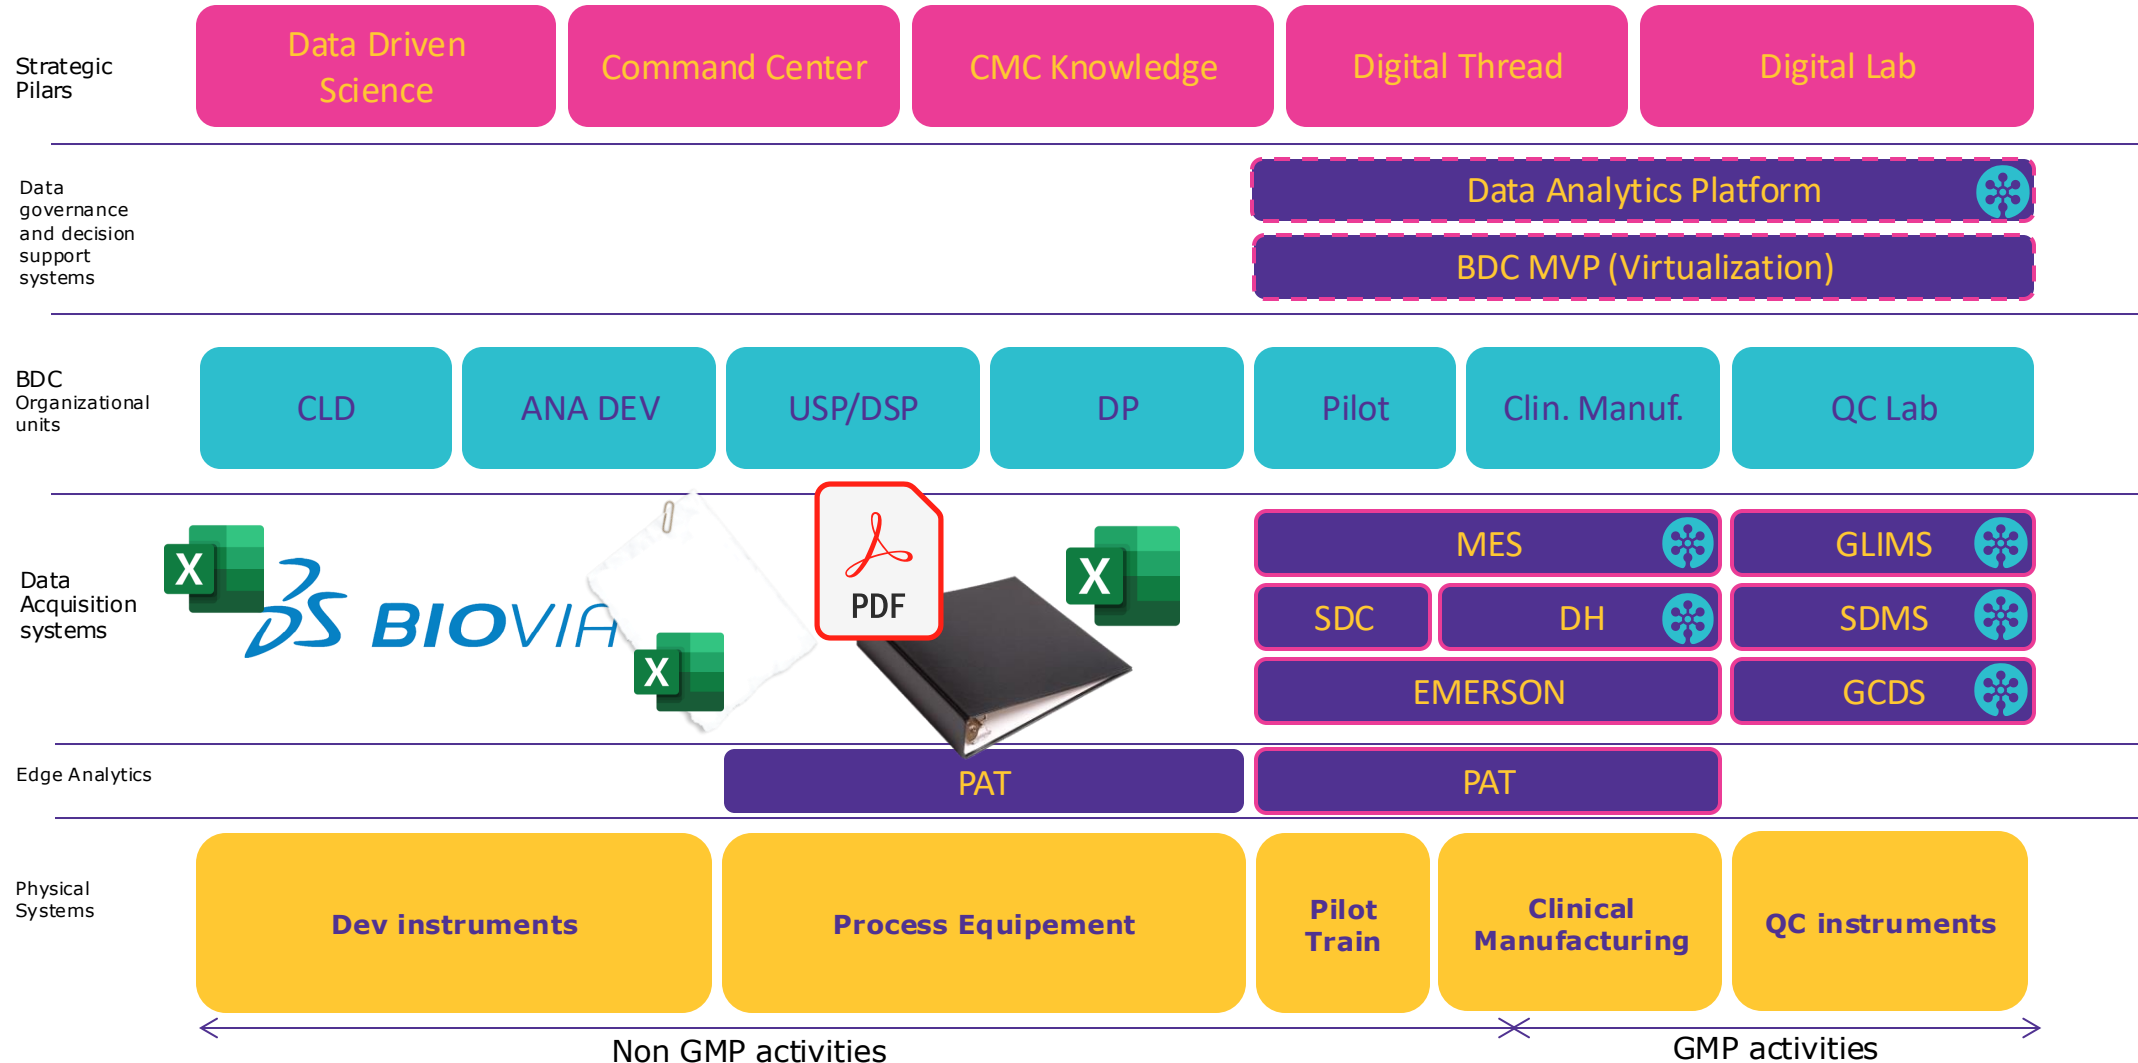 Strategic
Pilars
Data Driven
Science
Command Center
CMC Knowledge
Digital Thread
Digital Lab
Data
governance
and decision
support
systems
Data Analytics Platform
BDC MVP (Virtualization)
BDC
Organizational
units
CLD
ANA DEV
USP/DSP
DP
Pilot
Clin. Manuf.
QC Lab
Data
Acquisition
systems
X
BIOVIA
X
PDF
X
MES
GLIMS
SDC
DH
SDMS
EMERSON
GCDS
Edge Analytics
PAT
PAT
Physical
Systems
Dev instruments
Process Equipement
Pilot
Train
Clinical
Manufacturing
QC instruments
Non GMP activities
GMP activities